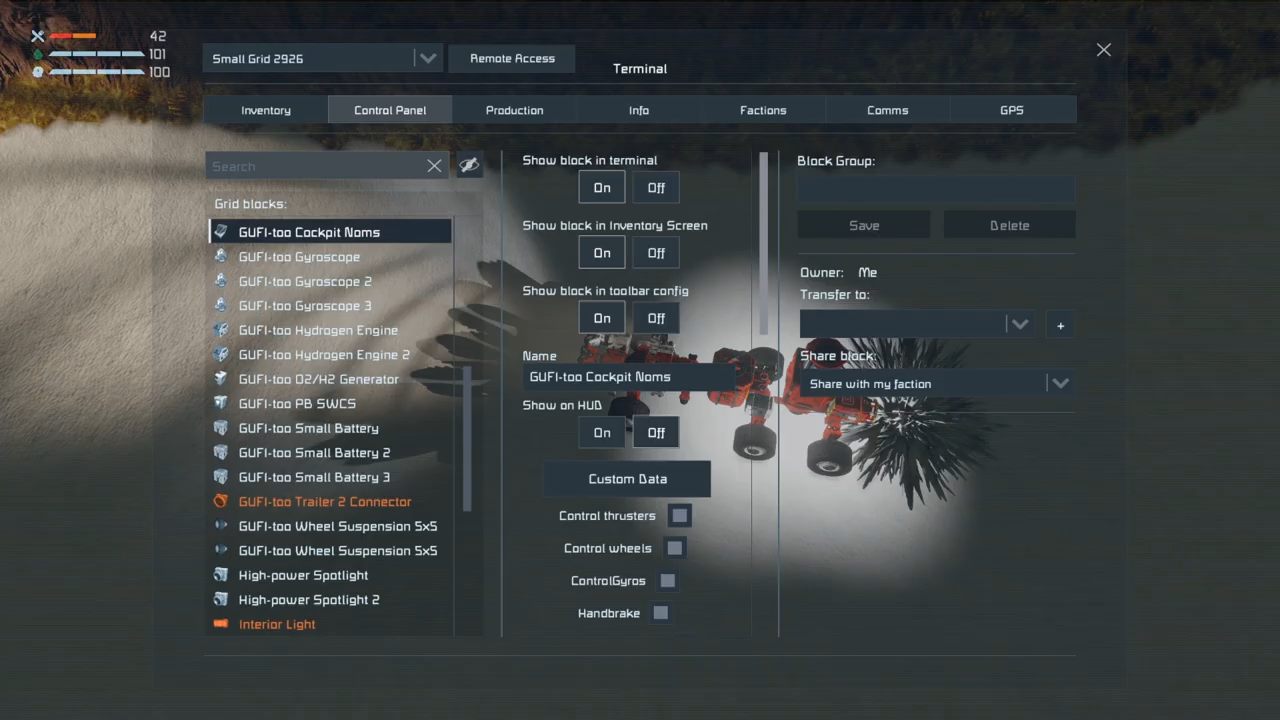 42
101
100
Small Grid 2926
Remote Access
Terminal
Inventory
Control Panel
Production
Info
Factions
Comms
GPS
Search
Grid blocks:
GUFI-too Cockpit Noms
GUFI-too Gyroscope
GUFI-too Gyroscope 2
GUFI-too Gyroscope 3
GUFI-too Hydrogen Engine
GUFI-too Hydrogen Engine 2
GUFI-too O2/H2 Generator
GUFI-too PB SWCS
GUFI-too Small Battery
GUFI-too Small Battery 2
GUFI-too Small Battery 3
GUFI-too Trailer 2 Connector
GUFI-too Wheel Suspension 5x5
GUFI-too Wheel Suspension 5x5
High-power Spotlight
High-power Spotlight 2
Interior Light
Show block in terminal
On Off
Show block in Inventory Screen
On Off
Show block in toolbar config
On Off
Name
GUFI-too Cockpit Noms
Show on HUD
On Off
Custom Data
Control thrusters
Control wheels
ControlGyros
Handbrake
Block Group:
Save Delete
Owner: Me
Transfer to:
+
Share block:
Share with my faction